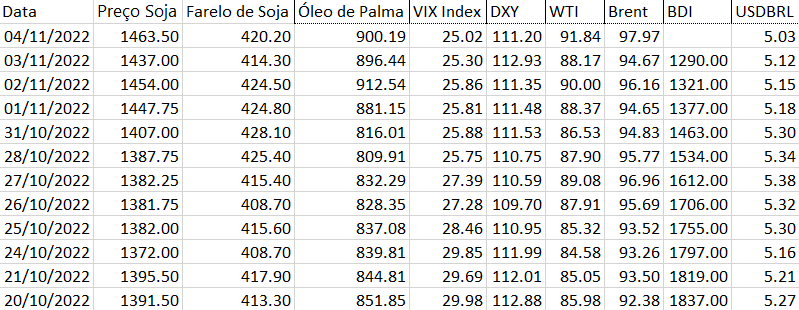 Data Preço Soja Farelo de Soja Óleo de Palma VIX Index DXY WTI Brent BDI USDBRL
04/11/2022 1463.50 420.20 900.19 25.02 111.20 91.84 97.97 5.03
03/11/2022 1437.00 414.30 896.44 25.30 112.93 88.17 94.67 1290.00 5.12
02/11/2022 1454.00 424.50 912.54 25.86 111.35 90.00 96.16 1321.00 5.15
01/11/2022 1447.75 424.80 881.15 25.81 111.48 88.37 94.65 1377.00 5.18
31/10/2022 1407.00 428.10 816.01 25.88 111.53 86.53 94.83 1463.00 5.30
28/10/2022 1387.75 425.40 809.91 25.75 110.75 87.90 95.77 1534.00 5.34
27/10/2022 1382.25 415.40 832.29 27.39 110.59 89.08 96.96 1612.00 5.38
26/10/2022 1381.75 408.70 828.35 27.28 109.70 87.91 95.69 1706.00 5.32
25/10/2022 1382.00 415.60 837.08 28.46 110.95 85.32 93.52 1755.00 5.30
24/10/2022 1372.00 408.70 839.81 29.85 111.99 84.58 93.26 1797.00 5.16
21/10/2022 1395.50 417.90 844.81 29.69 112.01 85.05 93.50 1819.00 5.21
20/10/2022 1391.50 413.30 851.85 29.98 112.88 85.98 92.38 1837.00 5.27